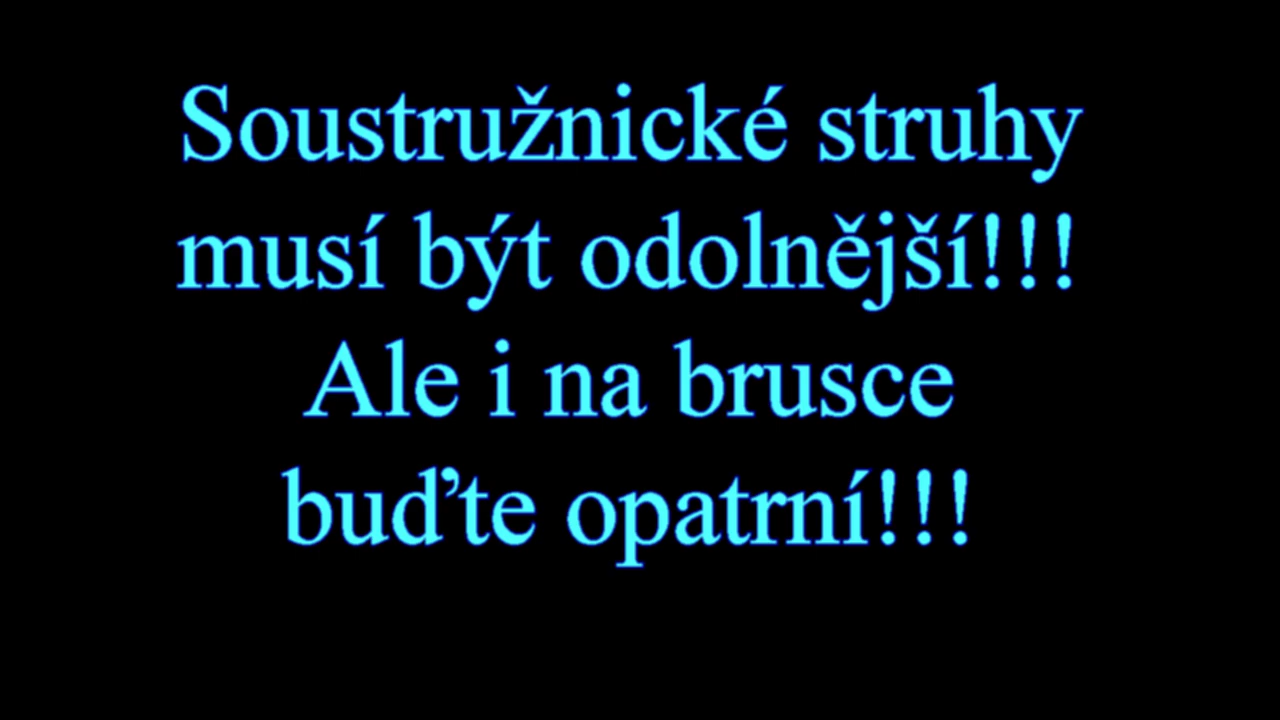 Soustružnické struhy
musí být odolnější!!!
Ale i na brusce
buďte opatrní!!!